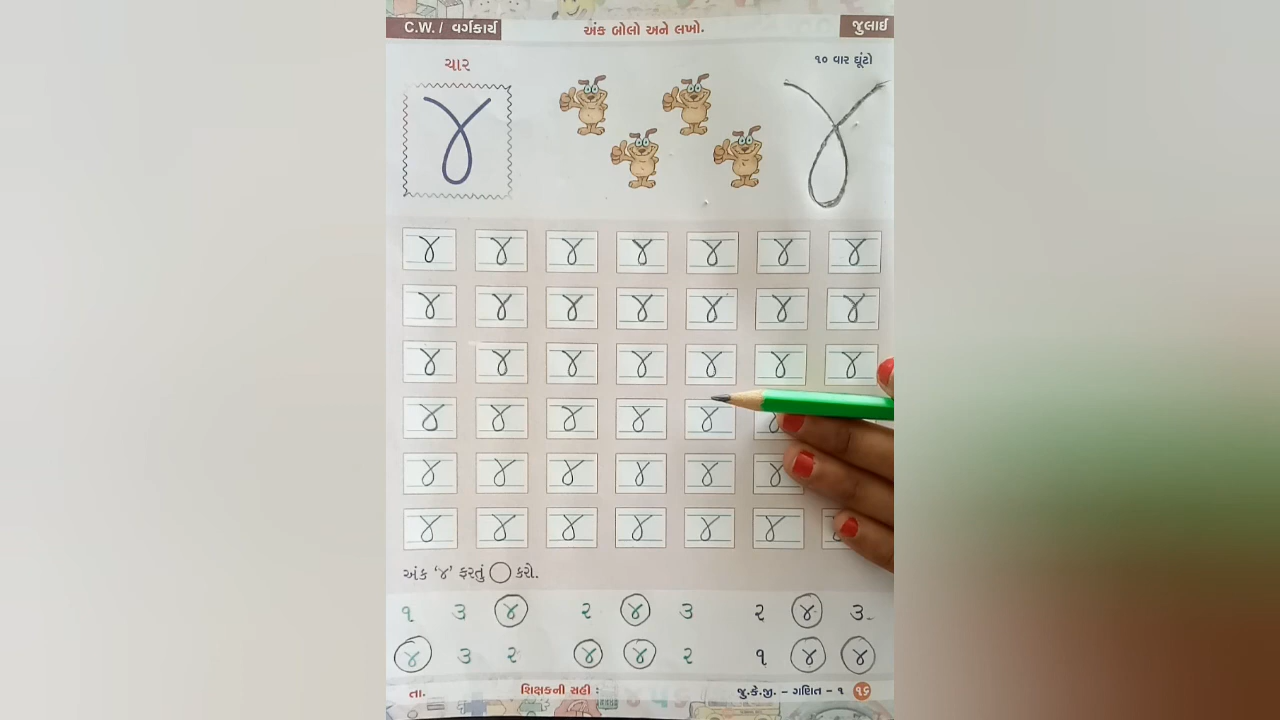 C.W. / વર્ગકાર્ય અંક બોલો અને લખો. જુલાઈ
ચાર ૧૦ વાર ઘૂંટો
૪ ૪
૪ ૪ ૪ ૪ ૪ ૪ ૪
૪ ૪ ૪ ૪ ૪ ૪ ૪
૪ ૪ ૪ ૪ ૪ ૪ ૪
૪ ૪ ૪ ૪ ૪ ૪
૪ ૪ ૪ ૪ ૪ ૪
૪ ૪ ૪ ૪ ૪ ૪
અંક ‘૪’ ફરતું ◯ કરો.
૧ ૩ ૪ ૨ ૪ ૩ ૨ ૪ ૩
૪ ૩ ૨ ૪ ૪ ૨ ૧ ૪ ૪
તા. શિક્ષકની સહી : જુ.કે.જી. – ગણિત – ૧ ૧૬